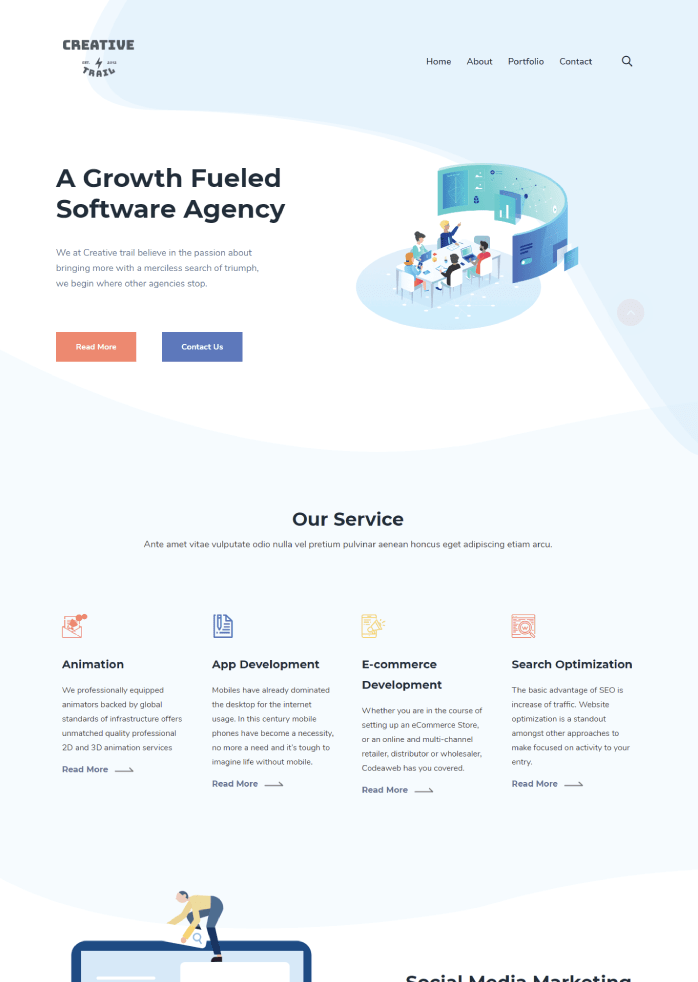 CREATIVE
TRAIL
Home About Portfolio Contact
A Growth Fueled
Software Agency
We at Creative trail believe in the passion about
bringing more with a merciless search of triumph,
we begin where other agencies stop.
Read More Contact Us
Our Service
Ante amet vitae vulputate odio nulla vel pretium pulvinar aenean honcus eget adipiscing etiam arcu.
Animation
We professionally equipped
animators backed by global
standards of infrastructure offers
unmatched quality professional
2D and 3D animation services
Read More
App Development
Mobiles have already dominated
the desktop for the internet
usage. In this century mobile
phones have become a necessity,
no more a need and it's tough to
imagine life without mobile.
Read More
E-commerce
Development
Whether you are in the course of
setting up an eCommerce Store,
or an online and multi-channel
retailer, distributor or wholesaler,
Codeaweb has you covered.
Read More
Search Optimization
The basic advantage of SEO is
increase of traffic. Website
optimization is a standout
amongst other approaches to
make focused on activity to your
entry.
Read More
Social Media Marketing